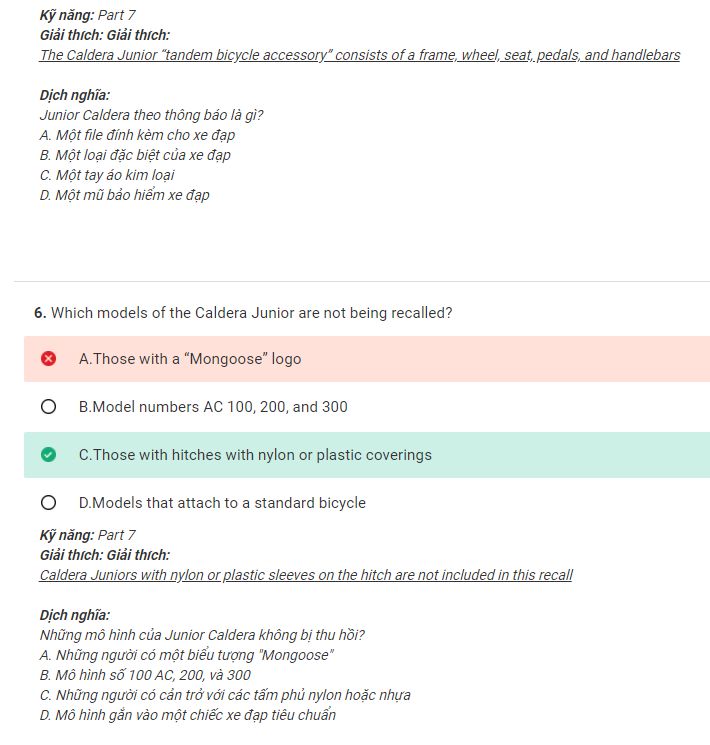 Kỹ năng: Part 7
Giải thích: Giải thích:
The Caldera Junior “tandem bicycle accessory” consists of a frame, wheel, seat, pedals, and handlebars
Dịch nghĩa:
Junior Caldera theo thông báo là gì?
A. Một file đính kèm cho xe đạp
B. Một loại đặc biệt của xe đạp
C. Một tay áo kim loại
D. Một mũ bảo hiểm xe đạp
6. Which models of the Caldera Junior are not being recalled?
A.Those with a “Mongoose” logo
B.Model numbers AC 100, 200, and 300
C.Those with hitches with nylon or plastic coverings
D.Models that attach to a standard bicycle
Kỹ năng: Part 7
Giải thích: Giải thích:
Caldera Juniors with nylon or plastic sleeves on the hitch are not included in this recall
Dịch nghĩa:
Những mô hình của Junior Caldera không bị thu hồi?
A. Những người có một biểu tượng "Mongoose"
B. Mô hình số 100 AC, 200, và 300
C. Những người có cản trở với các tấm phủ nylon hoặc nhựa
D. Mô hình gắn vào một chiếc xe đạp tiêu chuẩn